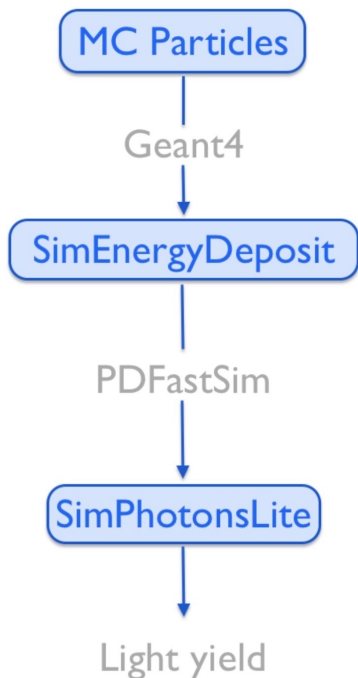 MC Particles
Geant4
SimEnergyDeposit
PDFastSim
SimPhotonsLite
Light yield